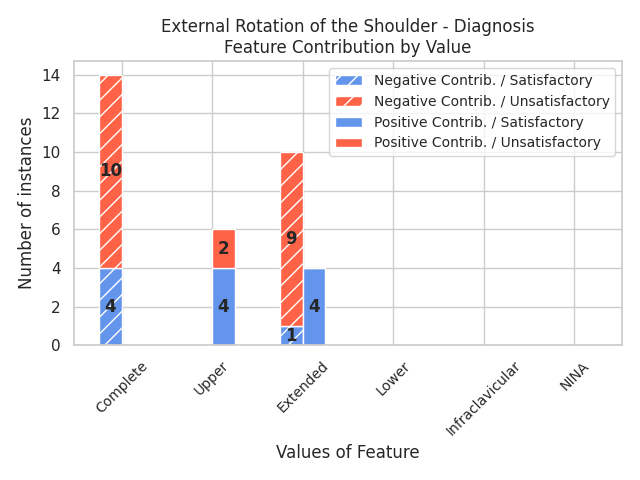 External Rotation of the Shoulder - Diagnosis
Feature Contribution by Value
Negative Contrib. / Satisfactory
Negative Contrib. / Unsatisfactory
Positive Contrib. / Satisfactory
Positive Contrib. / Unsatisfactory
Number of instances
14
12
10
8
6
4
2
0
10
4
2
4
9
1
4
Complete
Upper
Extended
Lower
Infraclavicular
NINA
Values of Feature